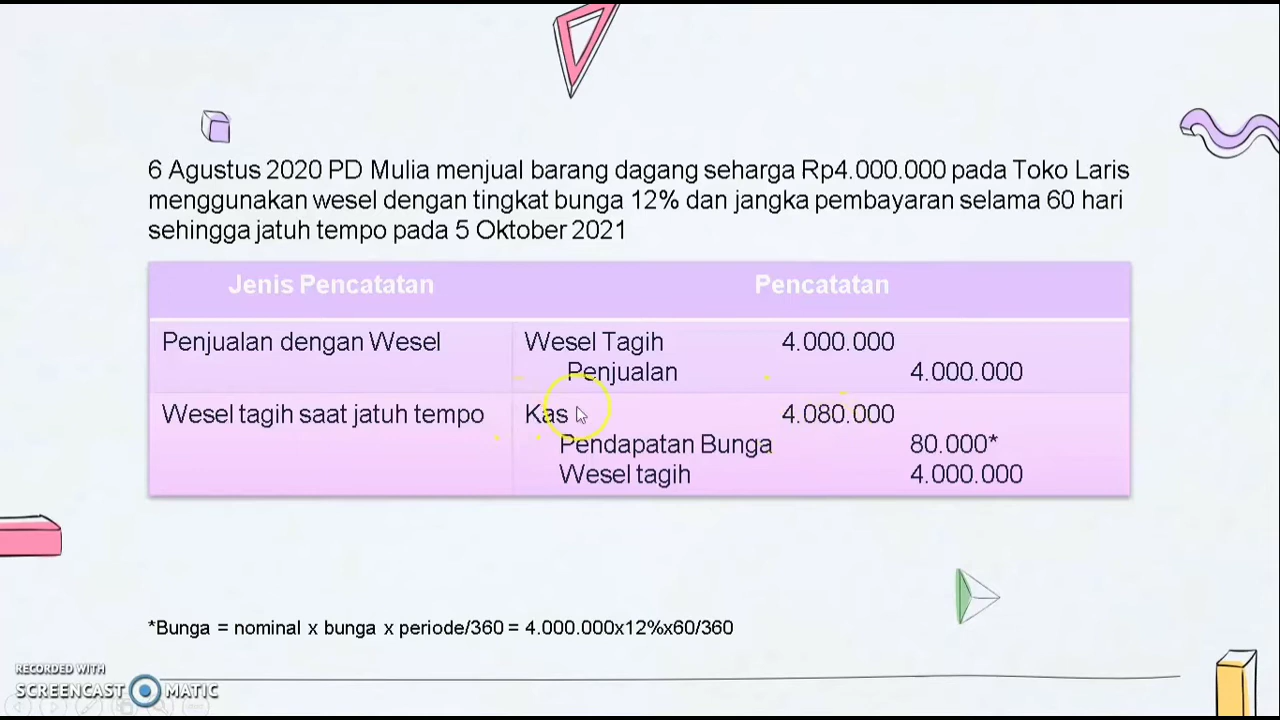 6 Agustus 2020 PD Mulia menjual barang dagang seharga Rp4.000.000 pada Toko Laris
menggunakan wesel dengan tingkat bunga 12% dan jangka pembayaran selama 60 hari
sehingga jatuh tempo pada 5 Oktober 2021
Jenis Pencatatan Pencatatan
Penjualan dengan Wesel Wesel Tagih 4.000.000
Penjualan 4.000.000
Wesel tagih saat jatuh tempo Kas 4.080.000
Pendapatan Bunga 80.000*
Wesel tagih 4.000.000
*Bunga = nominal x bunga x periode/360 = 4.000.000x12%x60/360
RECORDED WITH
SCREENCAST MATIC